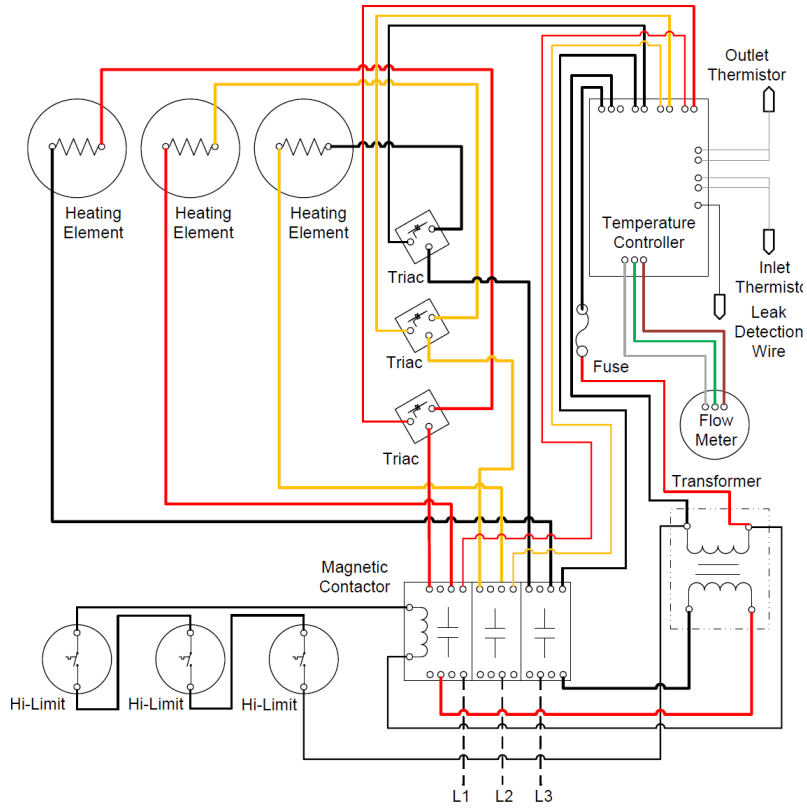 Outlet
Thermistor
Heating
Element
Heating
Element
Heating
Element
Temperature
Controller
Triac
Inlet
Thermistor
Leak
Detection
Wire
Triac
Fuse
Flow
Meter
Triac
Transformer
Magnetic
Contactor
Hi-Limit
Hi-Limit
Hi-Limit
L1
L2
L3